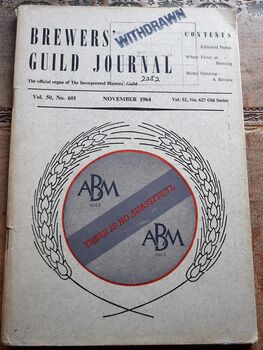 WITHDRAWN
BREWERS'
GUILD JOURNAL
The official organ of The Incorporated Brewers' Guild
2252
CONTENTS
Editorial Notes
Wheat Flour in
Brewing
Barley Steeping -
A Review
Vol. 50, No. 601
NOVEMBER 1964
Vol. 52, No. 627 Old Series
ABM
MALT
THERE IS NO SUBSTITUTE
ABM
MALT